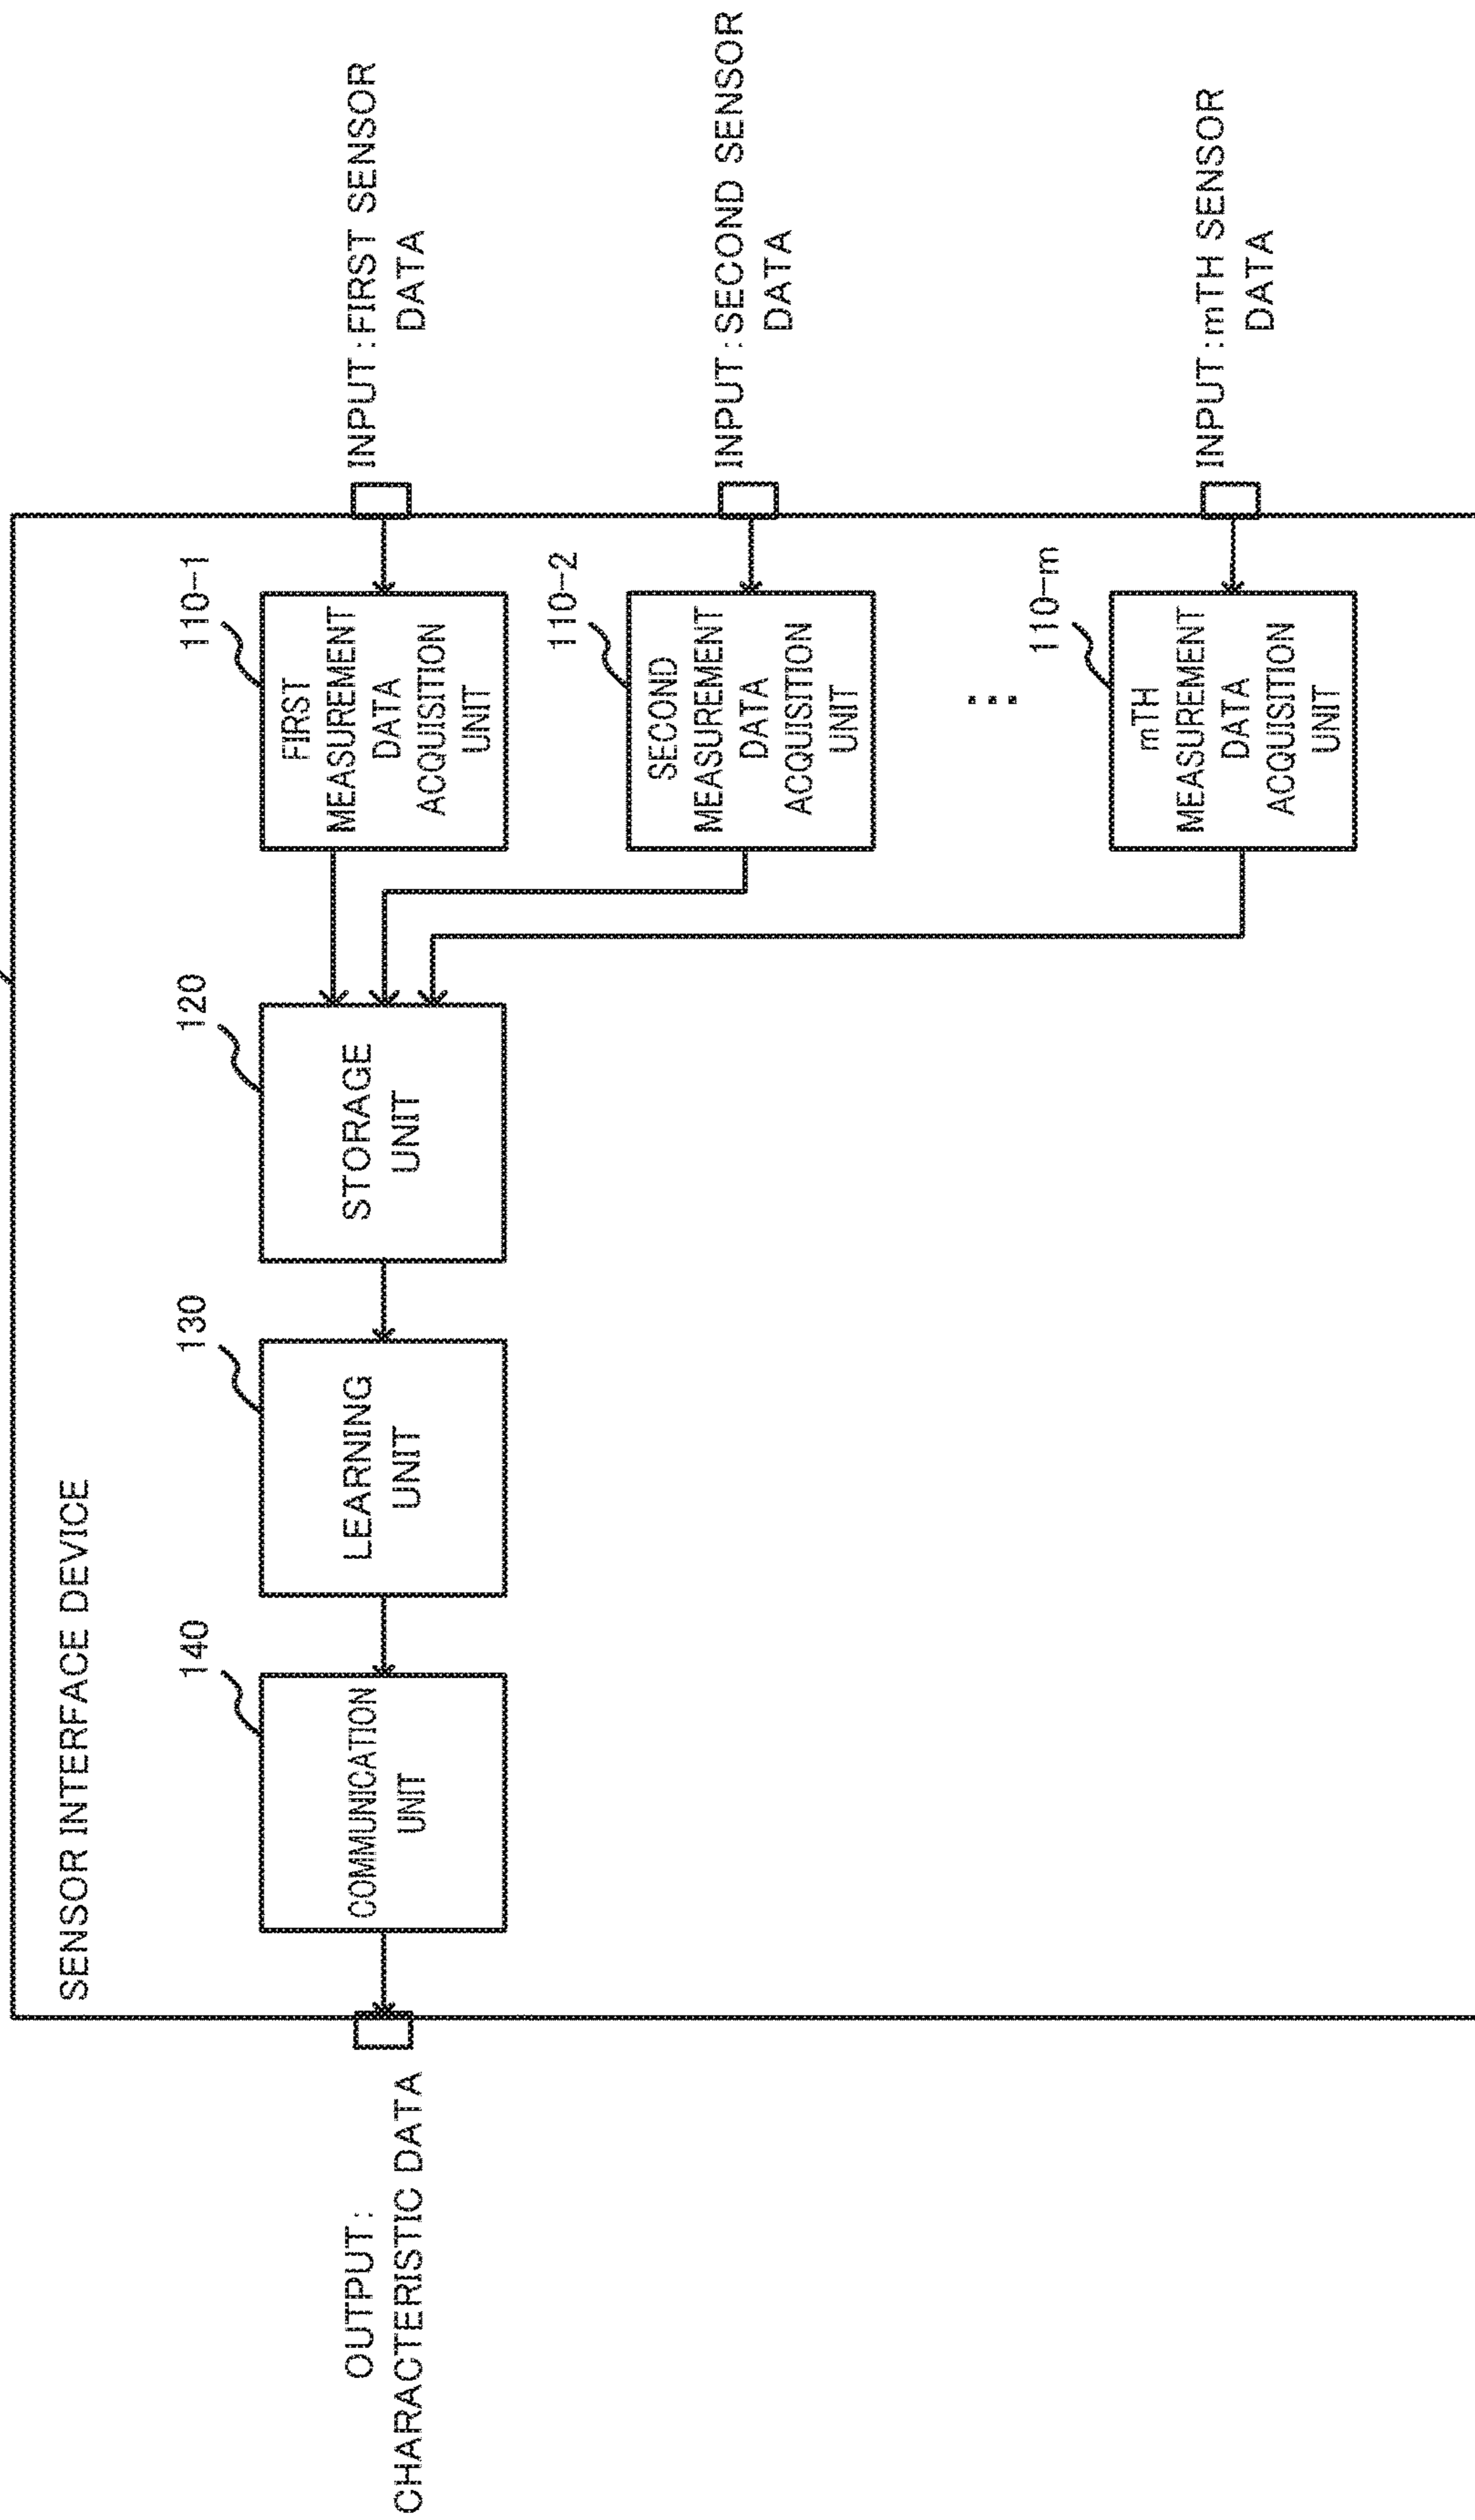 SENSOR INTERFACE DEVICE
OUTPUT:
CHARACTERISTIC DATA
140
COMMUNICATION
UNIT
130
LEARNING
UNIT
120
STORAGE
UNIT
110-1
FIRST
MEASUREMENT
DATA
ACQUISITION
UNIT
INPUT:FIRST SENSOR
DATA
110-2
SECOND
MEASUREMENT
DATA
ACQUISITION
UNIT
INPUT:SECOND SENSOR
DATA
...
110-m
mTH
MEASUREMENT
DATA
ACQUISITION
UNIT
INPUT:mTH SENSOR
DATA